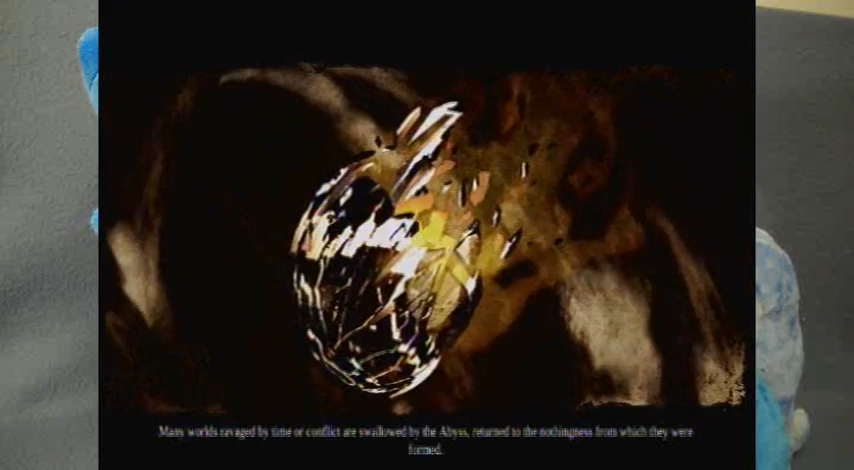 Many worlds ravaged by time or conflict are swallowed by the Abyss, returned to the nothingness from which they were
formed.